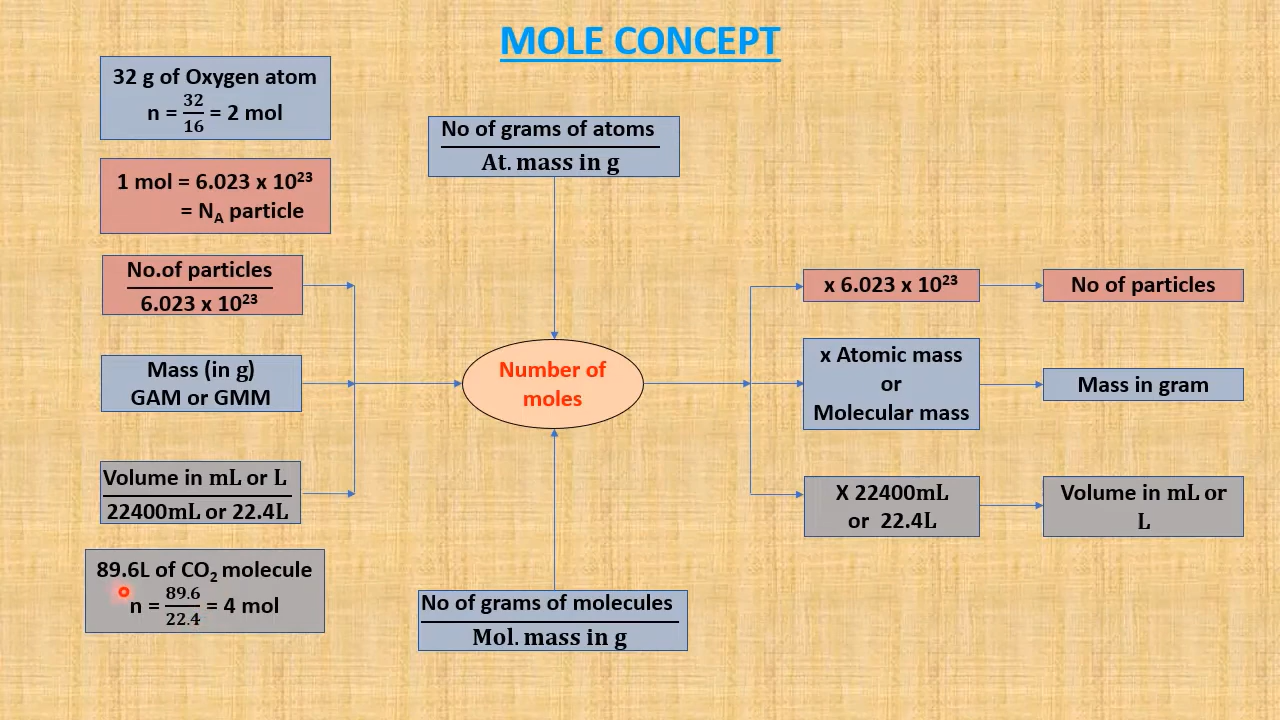 MOLE CONCEPT
32 g of Oxygen atom
n = 32/16 = 2 mol
1 mol = 6.023 x 10²³
= N_A particle
No.of particles
6.023 x 10²³
Mass (in g)
GAM or GMM
Volume in mL or L
22400mL or 22.4L
89.6L of CO₂ molecule
n = 89.6/22.4 = 4 mol
No of grams of atoms
At. mass in g
Number of
moles
No of grams of molecules
Mol. mass in g
x 6.023 x 10²³
No of particles
x Atomic mass
or
Molecular mass
Mass in gram
X 22400mL
or 22.4L
Volume in mL or
L